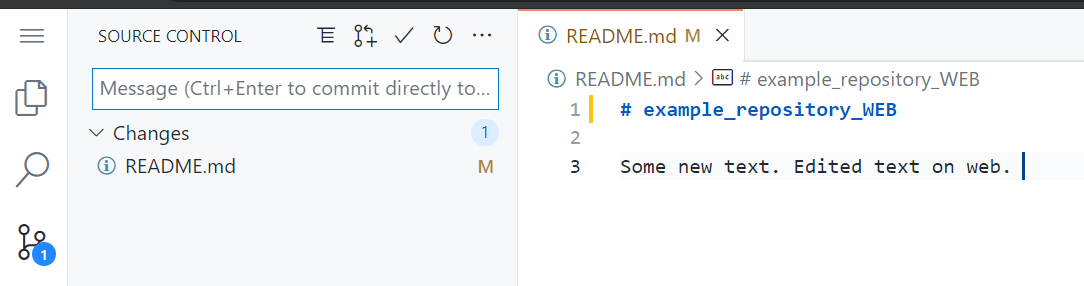 SOURCE CONTROL
Message (Ctrl+Enter to commit directly to...
Changes 1
README.md M
1
README.md M
README.md > abc # example_repository_WEB
1 # example_repository_WEB
2
3 Some new text. Edited text on web.